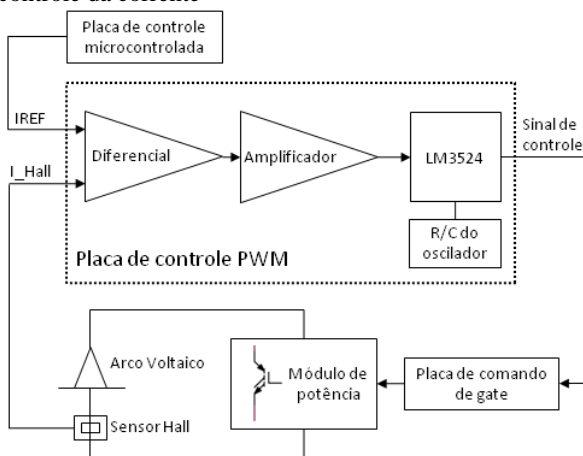 controle da corrente
Placa de controle
microcontrolada
IREF
I_Hall
Diferencial
Amplificador
LM3524
Sinal de
controle
R/C do
oscilador
Placa de controle PWM
Arco Voltaico
Sensor Hall
Módulo de
potência
Placa de comando
de gate